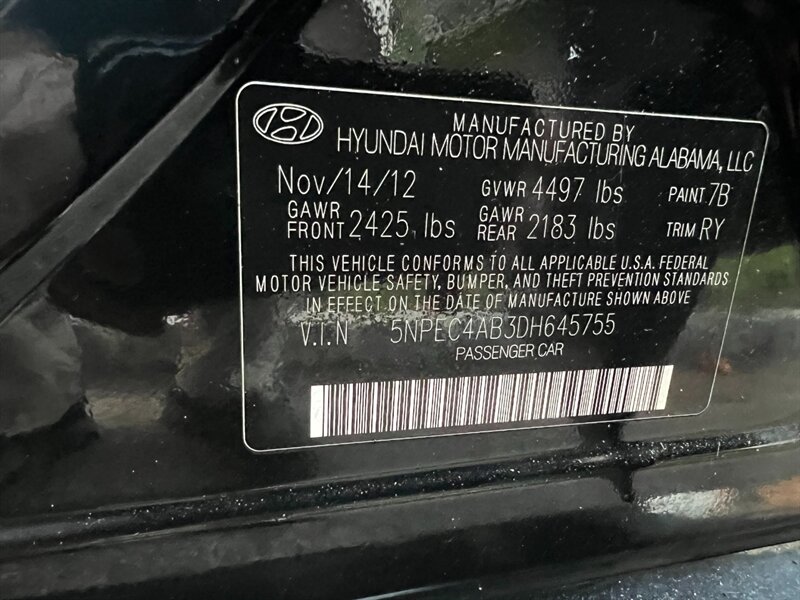 MANUFACTURED BY
HYUNDAI MOTOR MANUFACTURING ALABAMA, LLC
Nov/14/12 GVWR 4497 lbs PAINT 7B
GAWR FRONT 2425 lbs GAWR REAR 2183 lbs TRIM RY
THIS VEHICLE CONFORMS TO ALL APPLICABLE U.S.A. FEDERAL
MOTOR VEHICLE SAFETY, BUMPER, AND THEFT PREVENTION STANDARDS
IN EFFECT ON THE DATE OF MANUFACTURE SHOWN ABOVE
V.I.N 5NPEC4AB3DH645755
PASSENGER CAR